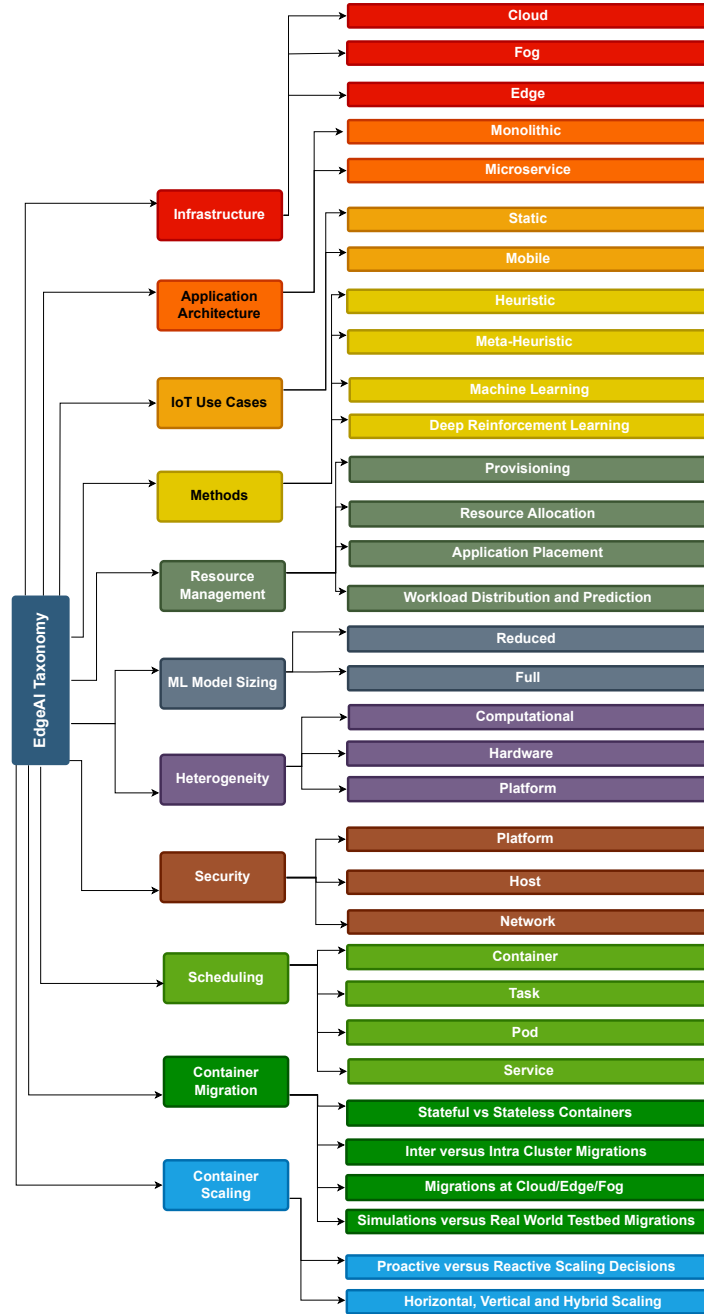 EdgeAI Taxonomy
Infrastructure
Cloud
Fog
Edge
Application
Architecture
Monolithic
Microservice
IoT Use Cases
Static
Mobile
Methods
Heuristic
Meta-Heuristic
Machine Learning
Deep Reinforcement Learning
Resource
Management
Provisioning
Resource Allocation
Application Placement
Workload Distribution and Prediction
ML Model Sizing
Reduced
Full
Heterogeneity
Computational
Hardware
Platform
Security
Platform
Host
Network
Scheduling
Container
Task
Pod
Service
Container
Migration
Stateful vs Stateless Containers
Inter versus Intra Cluster Migrations
Migrations at Cloud/Edge/Fog
Simulations versus Real World Testbed Migrations
Container
Scaling
Proactive versus Reactive Scaling Decisions
Horizontal, Vertical and Hybrid Scaling